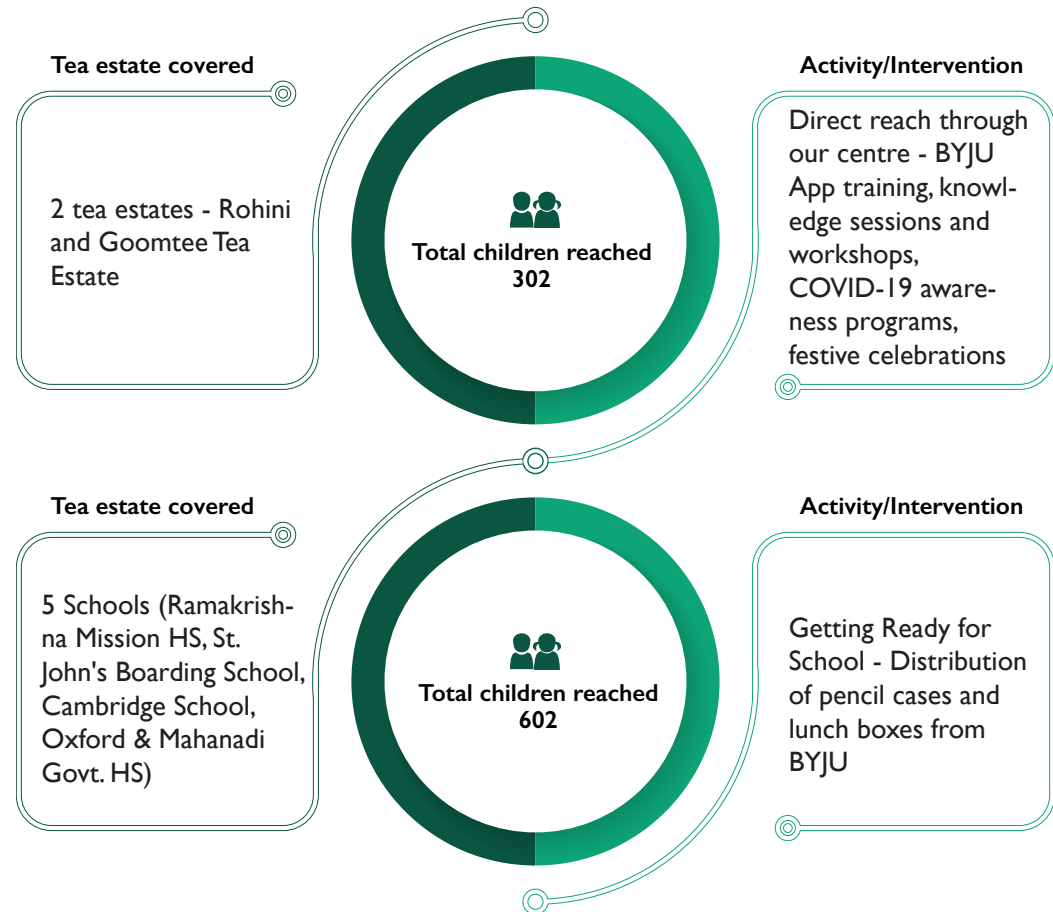 Tea estate covered
2 tea estates - Rohini
and Goomtee Tea
Estate
Total children reached
302
Activity/Intervention
Direct reach through
our centre - BYJU
App training, knowl-
edge sessions and
workshops,
COVID-19 aware-
ness programs,
festive celebrations
Tea estate covered
5 Schools (Ramakrish-
na Mission HS, St.
John's Boarding School,
Cambridge School,
Oxford & Mahanadi
Govt. HS)
Total children reached
602
Activity/Intervention
Getting Ready for
School - Distribution
of pencil cases and
lunch boxes from
BYJU